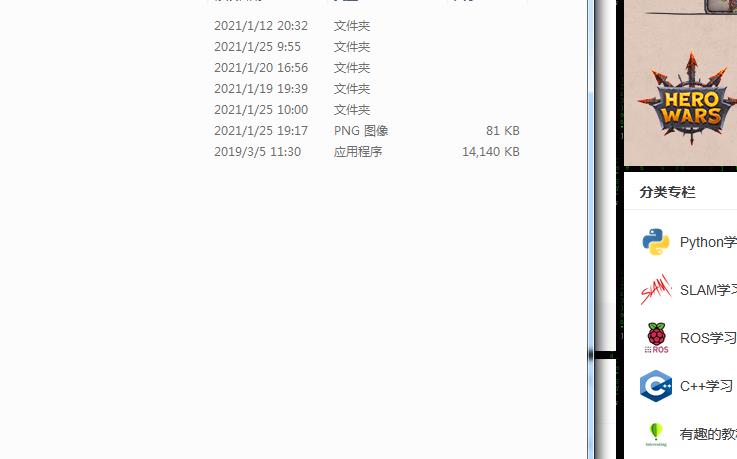 2021/1/12 20:32 文件夹
2021/1/25 9:55 文件夹
2021/1/20 16:56 文件夹
2021/1/19 19:39 文件夹
2021/1/25 10:00 文件夹
2021/1/25 19:17 PNG 图像 81 KB
2019/3/5 11:30 应用程序 14,140 KB
HERO
WARS
分类专栏
Python学
SLAM
SLAM学习
ROS
ROS学习
C++
C++学习
有趣的教